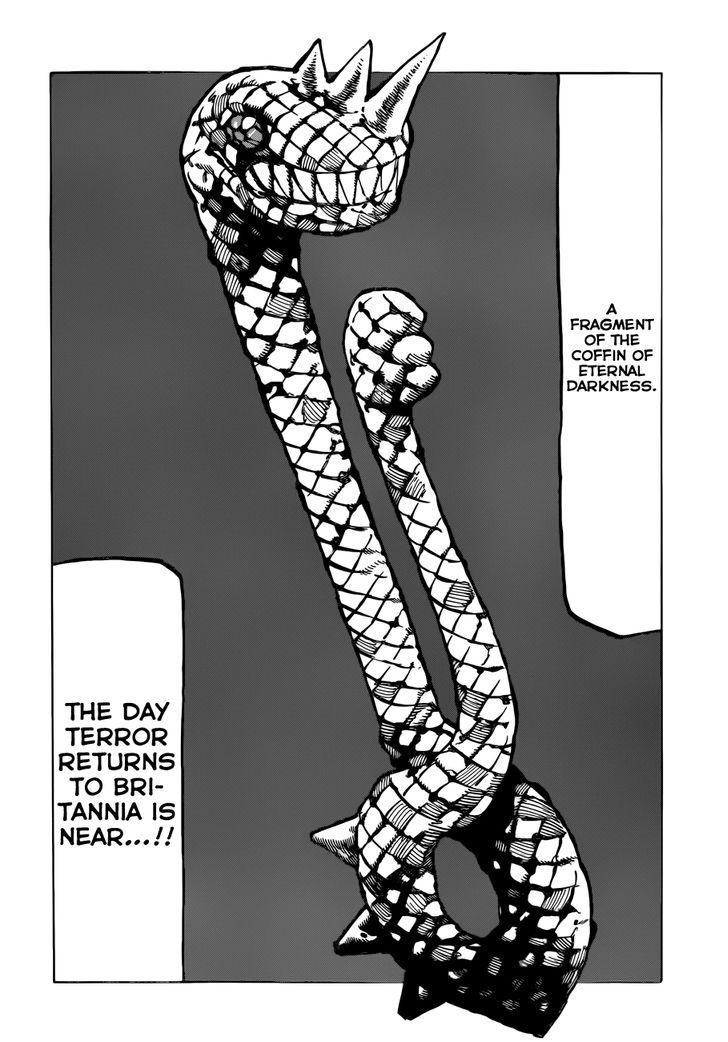 A
FRAGMENT
OF THE
COFFIN OF
ETERNAL
DARKNESS.
THE DAY
TERROR
RETURNS
TO BRI-
TANNIA IS
NEAR...!!